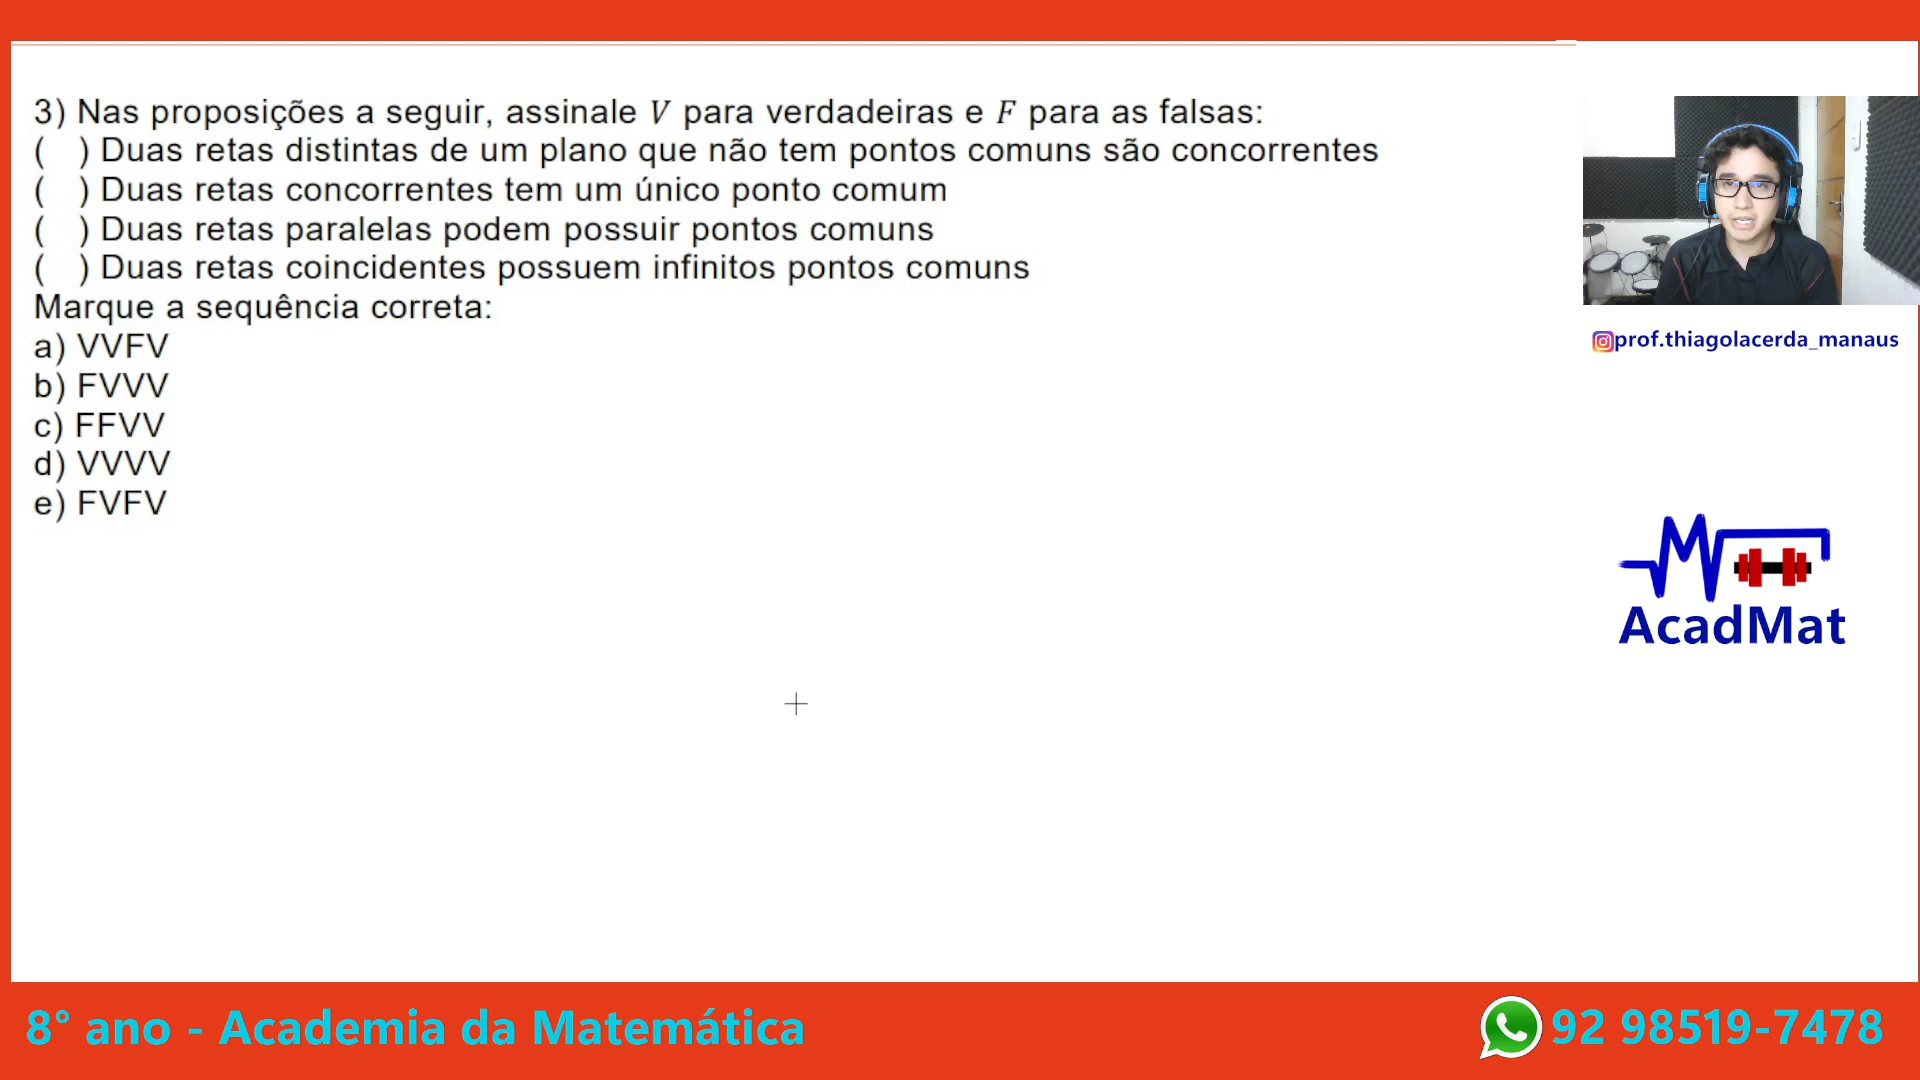 3) Nas proposições a seguir, assinale V para verdadeiras e F para as falsas:
( ) Duas retas distintas de um plano que não tem pontos comuns são concorrentes
( ) Duas retas concorrentes tem um único ponto comum
( ) Duas retas paralelas podem possuir pontos comuns
( ) Duas retas coincidentes possuem infinitos pontos comuns
Marque a sequência correta:
a) VVFV
b) FVVV
c) FFVV
d) VVVV
e) FVFV
prof.thiagolacerda_manaus
AcadMat
8° ano - Academia da Matemática
92 98519-7478